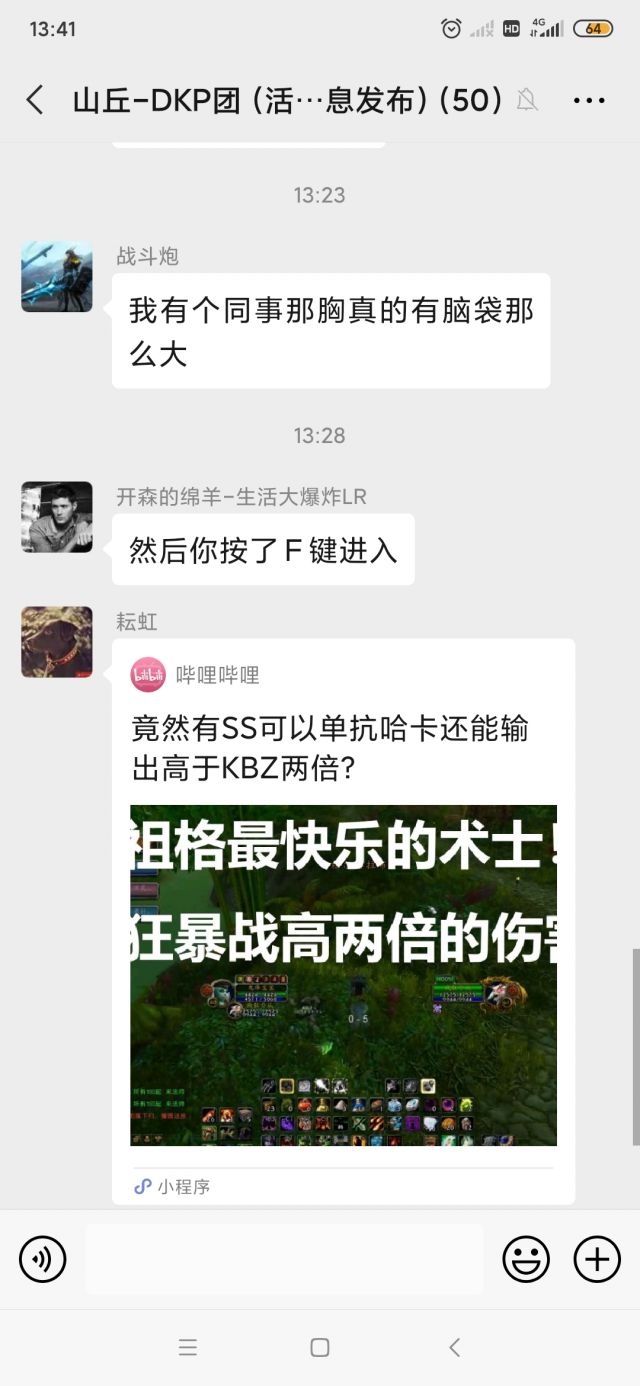 13:41
HD 4G 64
山丘-DKP团（活…息发布）(50)
13:23
战斗炮
我有个同事那胸真的有脑袋那
么大
13:28
开森的绵羊-生活大爆炸LR
然后你按了F键进入
耘虹
bilibili 哔哩哔哩
竟然有SS可以单抗哈卡还能输
出高于KBZ两倍?
祖格最快乐的术士!
狂暴战高两倍的伤害
0-5
小程序